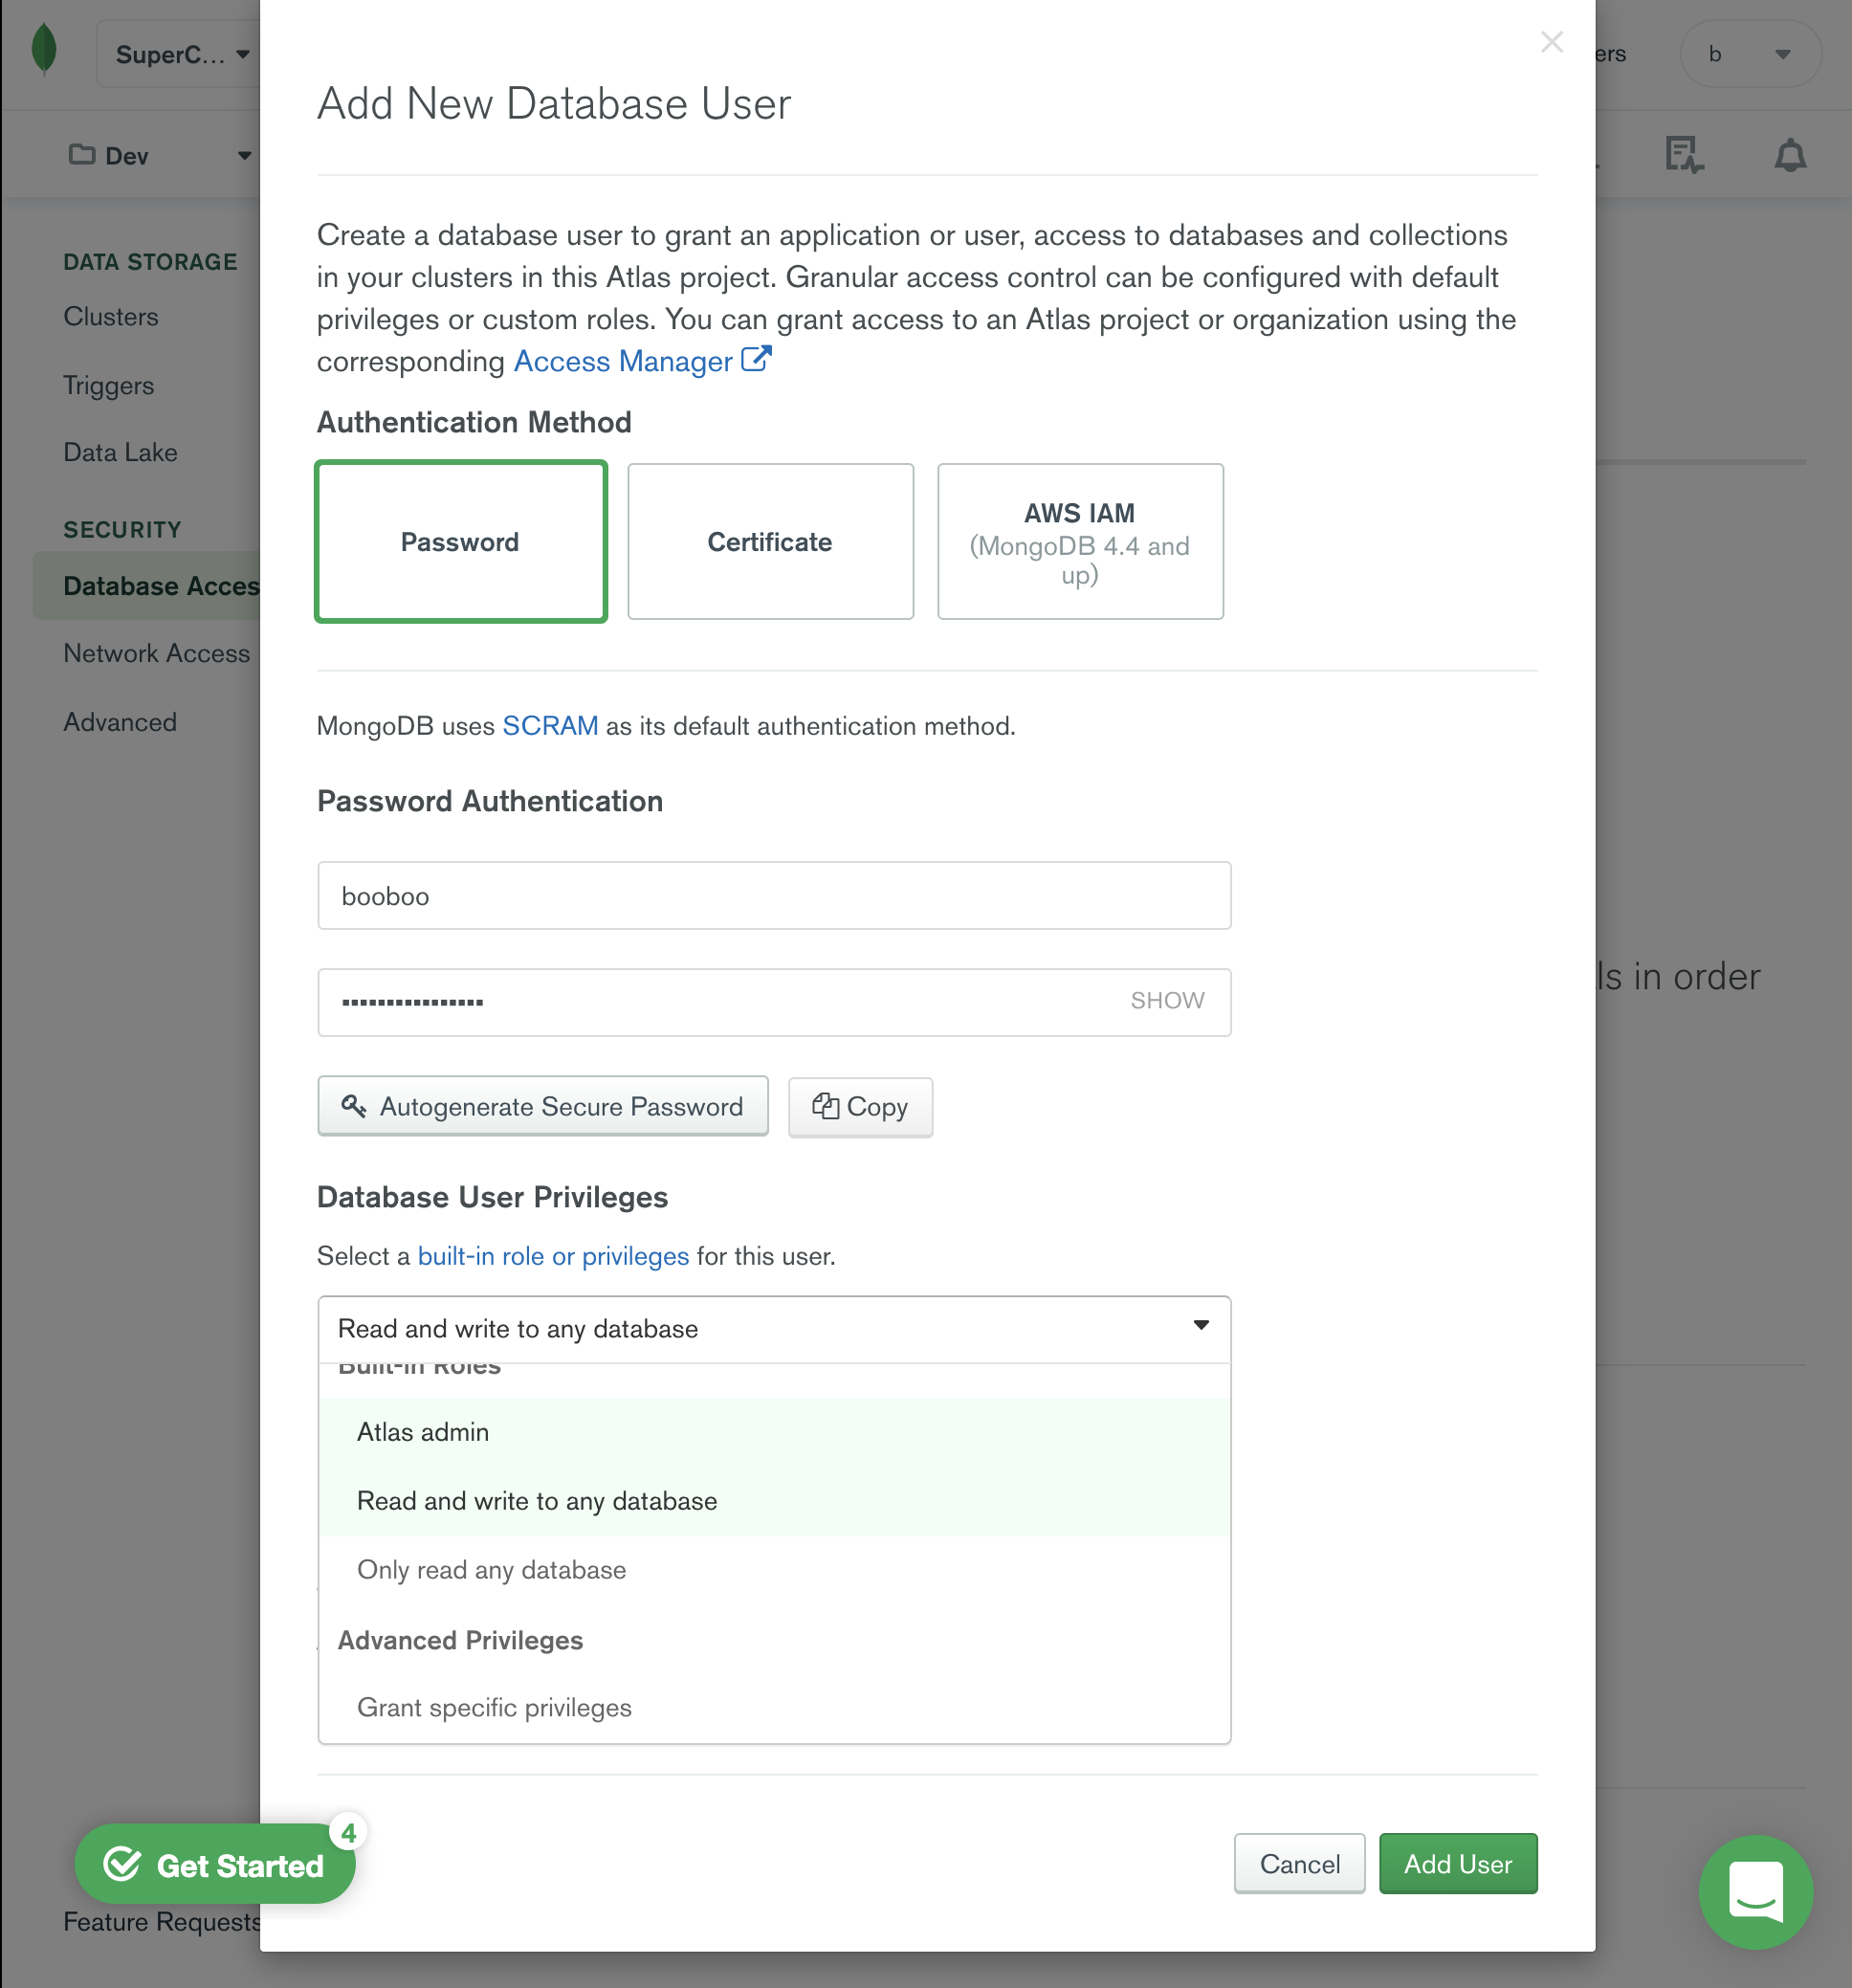 SuperC...
ers
b
Dev
DATA STORAGE
Clusters
Triggers
Data Lake
SECURITY
Database Acces
Network Access
Advanced
Add New Database User
Create a database user to grant an application or user, access to databases and collections
in your clusters in this Atlas project. Granular access control can be configured with default
privileges or custom roles. You can grant access to an Atlas project or organization using the
corresponding Access Manager
Authentication Method
Password
Certificate
AWS IAM
(MongoDB 4.4 and
up)
MongoDB uses SCRAM as its default authentication method.
Password Authentication
booboo
SHOW
Autogenerate Secure Password
Copy
ls in order
Database User Privileges
Select a built-in role or privileges for this user.
Read and write to any database
Built-in Roles
Atlas admin
Read and write to any database
Only read any database
Advanced Privileges
Grant specific privileges
4
Get Started
Cancel
Add User
Feature Requests